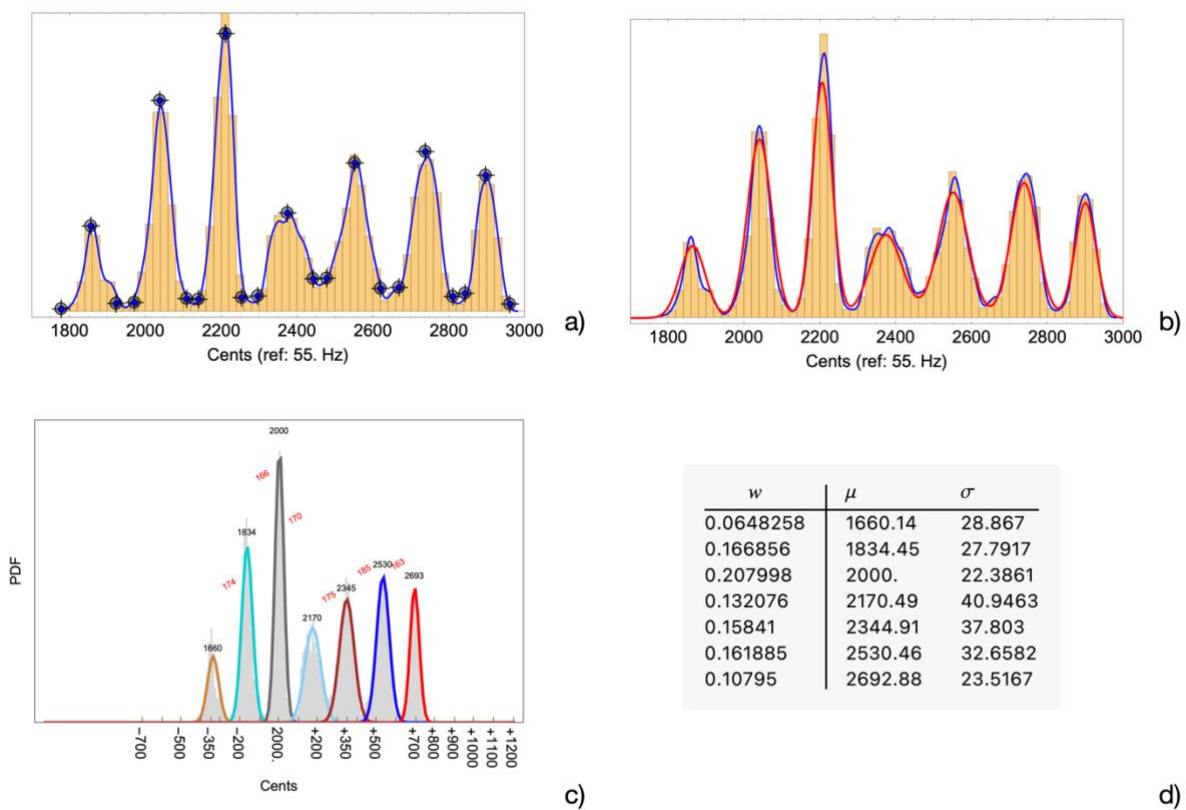 1800 2000 2200 2400 2600 2800 3000
Cents (ref: 55. Hz)
a)
1800 2000 2200 2400 2600 2800 3000
Cents (ref: 55. Hz)
b)
2000
166
170
1834
174
1660
2170
175
2345
185
2530
163
2693
PDF
−700 −500 −350 −200 2000. +200 +350 +500 +700 +800 +900 +1000 +1100 +1200
Cents
c)
w μ σ
0.0648258 1660.14 28.867
0.166856 1834.45 27.7917
0.207998 2000. 22.3861
0.132076 2170.49 40.9463
0.15841 2344.91 37.803
0.161885 2530.46 32.6582
0.10795 2692.88 23.5167
d)